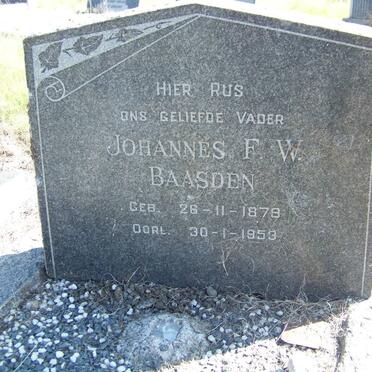 HIER RUS
ONS GELIEFDE VADER
JOHANNES F. W.
BAASDEN
GEB. 26-11-1879
OORL. 30-1-1953